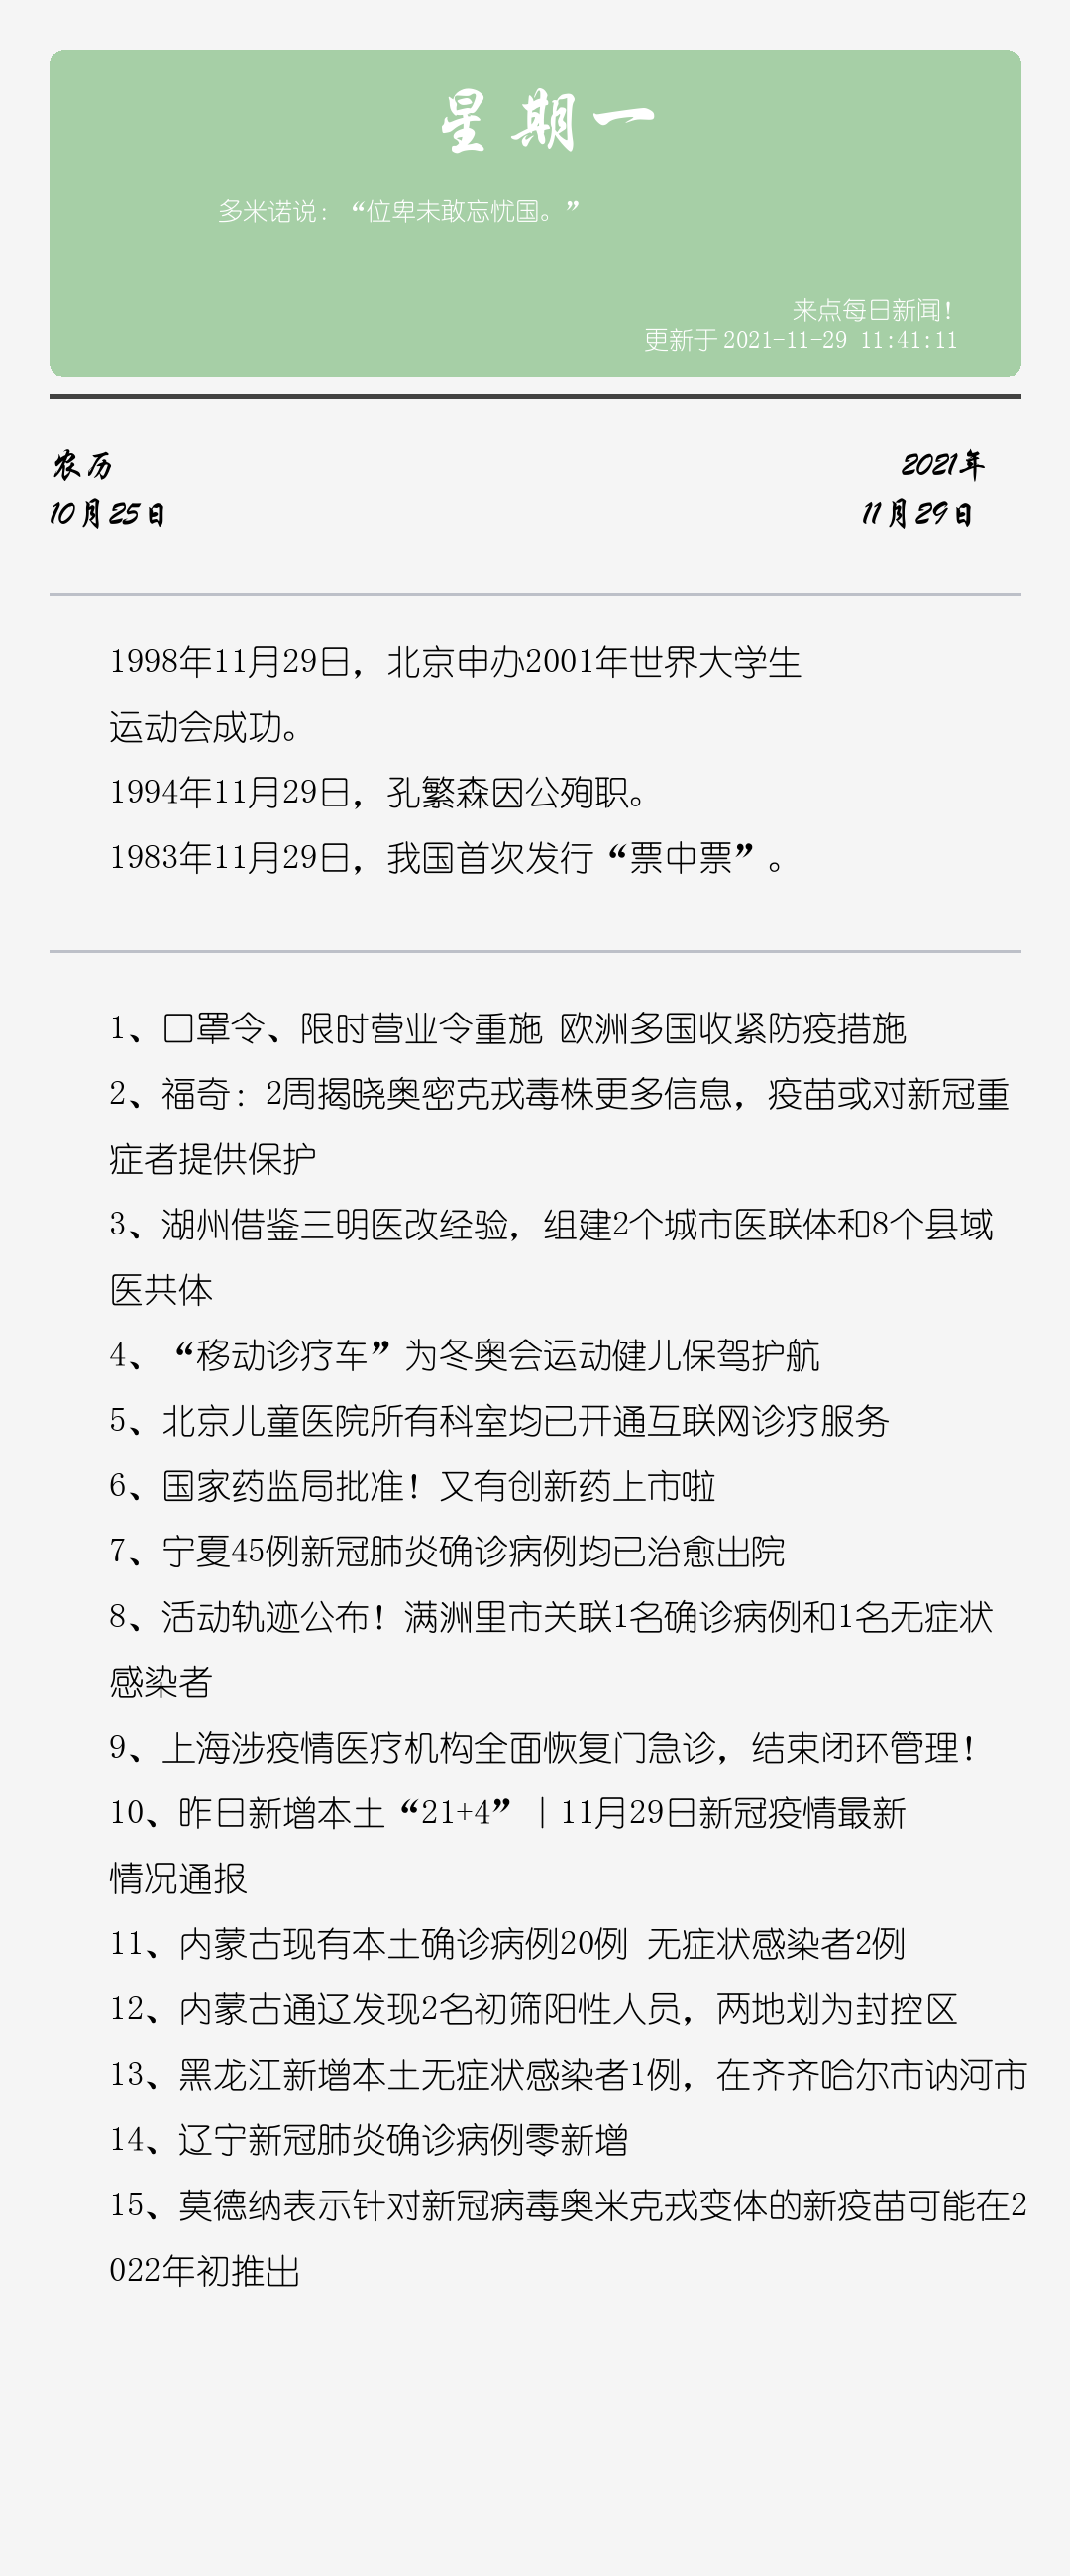 星期一
多米诺说：“位卑未敢忘忧国。”
来点每日新闻！
更新于 2021-11-29 11:41:11
农历
2021年
10月25日
11月29日
1998年11月29日，北京申办2001年世界大学生
运动会成功。
1994年11月29日，孔繁森因公殉职。
1983年11月29日，我国首次发行“票中票”。
1、口罩令、限时营业令重施 欧洲多国收紧防疫措施
2、福奇：2周揭晓奥密克戎毒株更多信息，疫苗或对新冠重
症者提供保护
3、湖州借鉴三明医改经验，组建2个城市医联体和8个县域
医共体
4、“移动诊疗车”为冬奥会运动健儿保驾护航
5、北京儿童医院所有科室均已开通互联网诊疗服务
6、国家药监局批准！又有创新药上市啦
7、宁夏45例新冠肺炎确诊病例均已治愈出院
8、活动轨迹公布！满洲里市关联1名确诊病例和1名无症状
感染者
9、上海涉疫情医疗机构全面恢复门急诊，结束闭环管理！
10、昨日新增本土“21+4”｜11月29日新冠疫情最新
情况通报
11、内蒙古现有本土确诊病例20例 无症状感染者2例
12、内蒙古通辽发现2名初筛阳性人员，两地划为封控区
13、黑龙江新增本土无症状感染者1例，在齐齐哈尔市讷河市
14、辽宁新冠肺炎确诊病例零新增
15、莫德纳表示针对新冠病毒奥米克戎变体的新疫苗可能在2
022年初推出